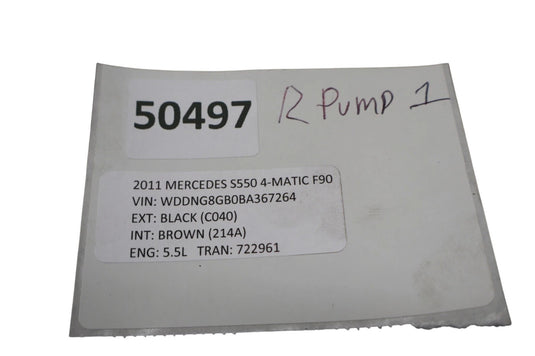 50497 R PUMP 1
2011 MERCEDES S550 4-MATIC F90
VIN: WDDNG8GB0BA367264
EXT: BLACK (C040)
INT: BROWN (214A)
ENG: 5.5L TRAN: 722961